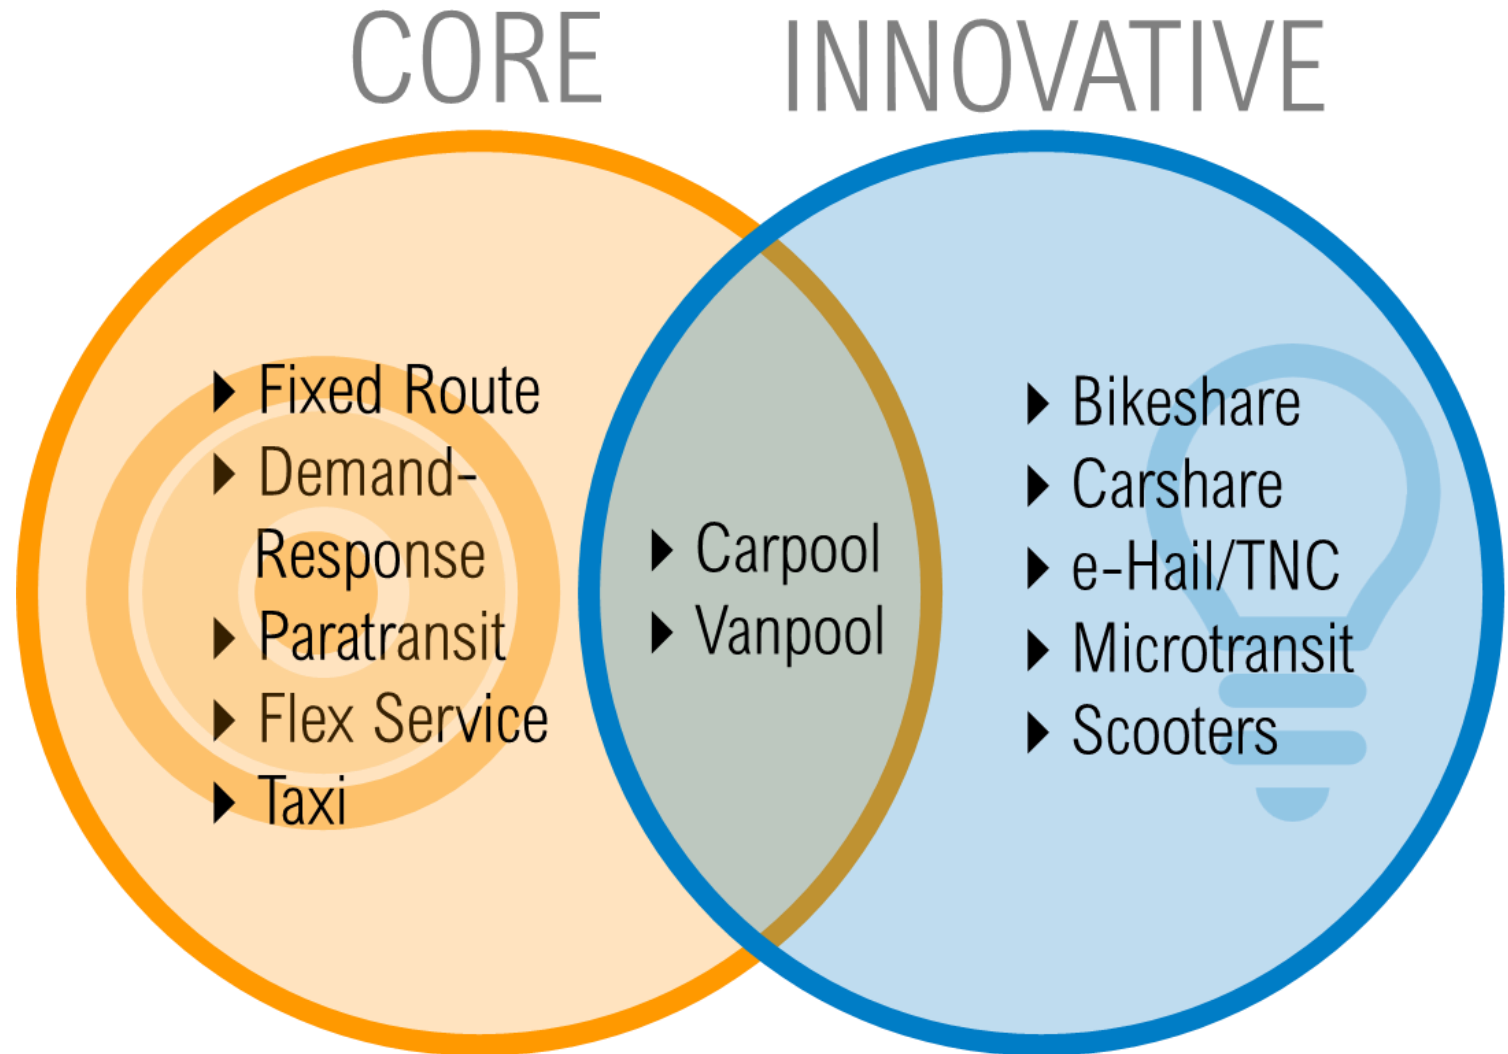 CORE
INNOVATIVE
Fixed Route
Demand-
Response
Paratransit
Flex Service
Taxi
Carpool
Vanpool
Bikeshare
Carshare
e-Hail/TNC
Microtransit
Scooters